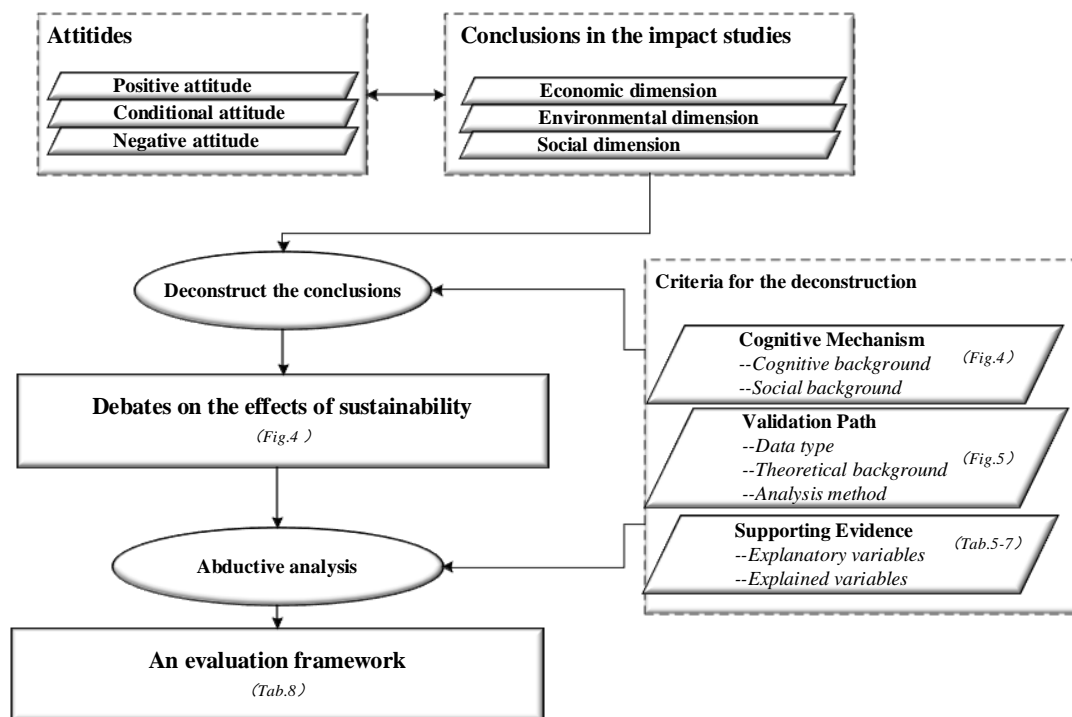 Attitides
Positive attitude
Conditional attitude
Negative attitude
Conclusions in the impact studies
Economic dimension
Environmental dimension
Social dimension
Deconstruct the conclusions
Debates on the effects of sustainability
（Fig.4 ）
Abductive analysis
An evaluation framework
（Tab.8）
Criteria for the deconstruction
Cognitive Mechanism
--Cognitive background
--Social background
（Fig.4）
Validation Path
--Data type
--Theoretical background
--Analysis method
（Fig.5）
Supporting Evidence
--Explanatory variables
--Explained variables
（Tab.5-7）